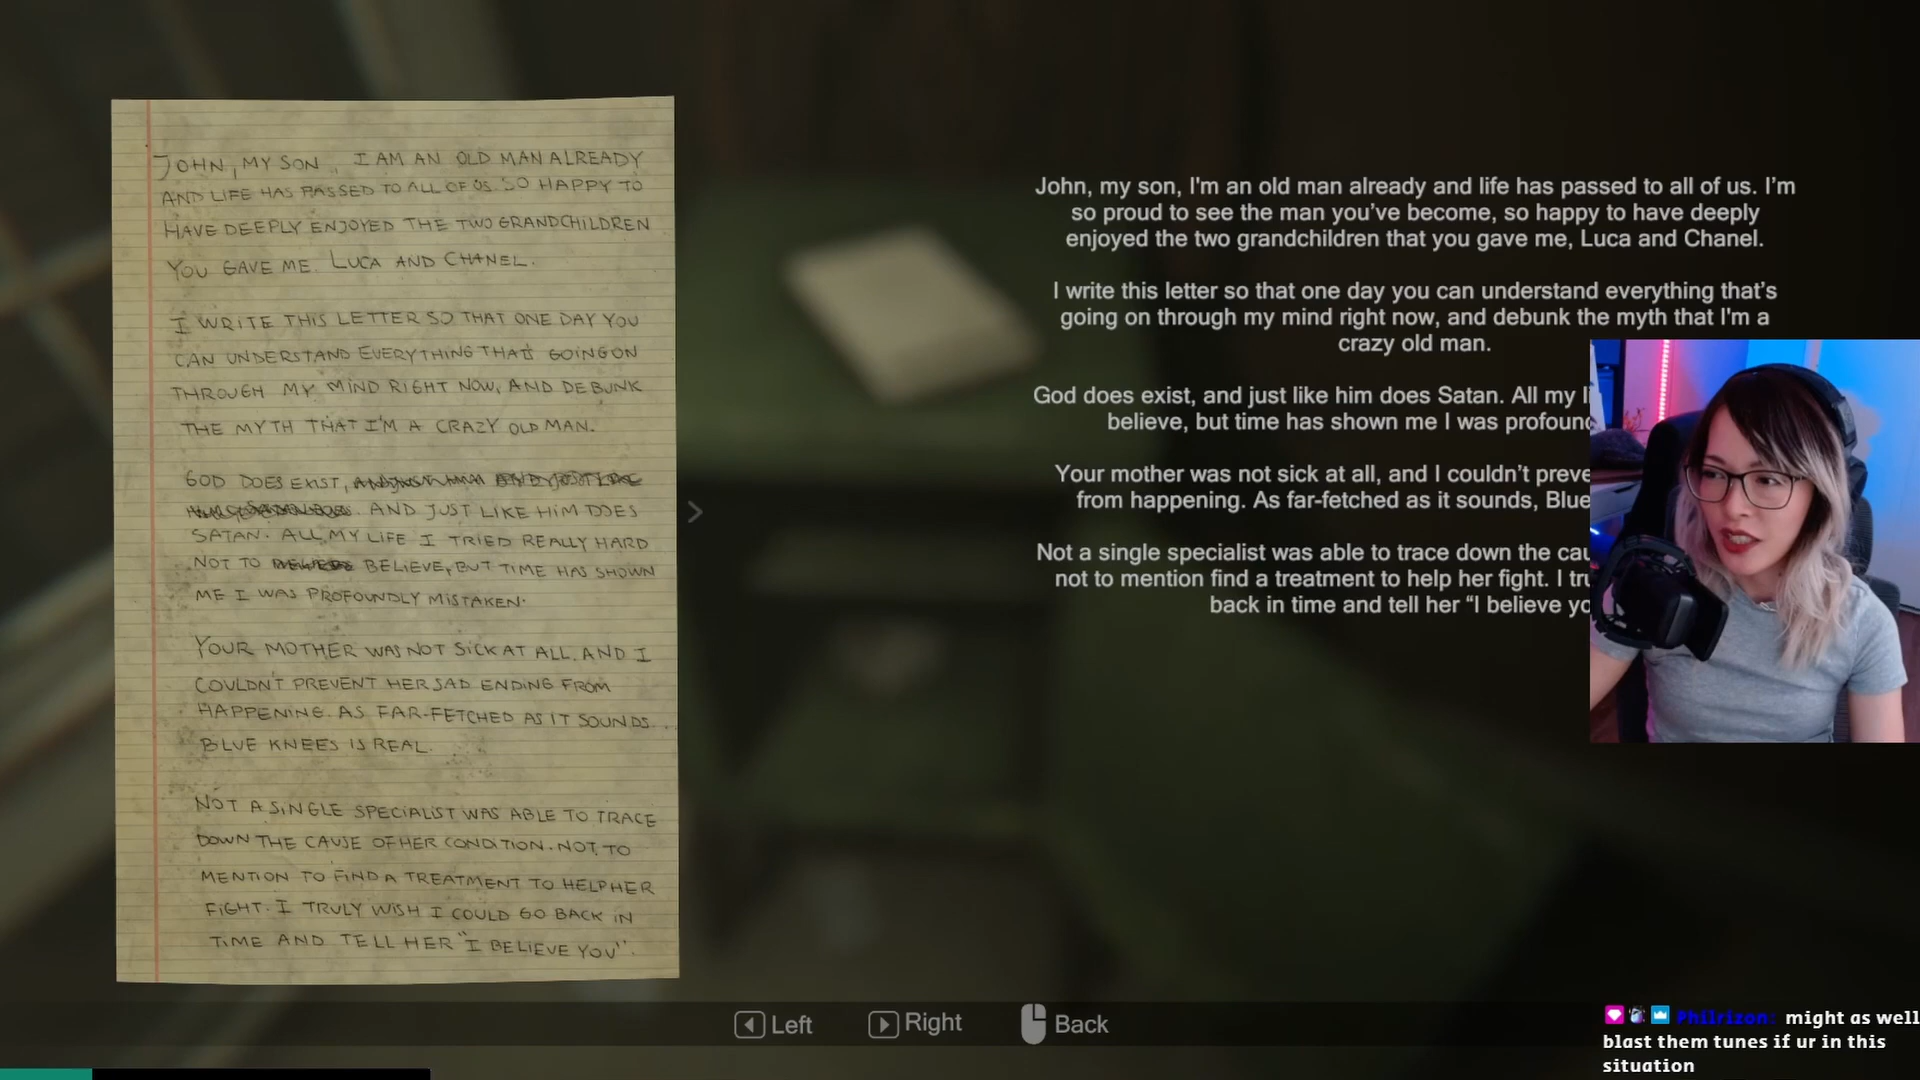 JOHN, MY SON, I AM AN OLD MAN ALREADY
AND LIFE HAS PASSED TO ALL OF US. SO HAPPY TO
HAVE DEEPLY ENJOYED THE TWO GRANDCHILDREN
YOU GAVE ME. LUCA AND CHANEL.
I WRITE THIS LETTER SO THAT ONE DAY YOU
CAN UNDERSTAND EVERYTHING THAT'S GOING ON
THROUGH MY MIND RIGHT NOW, AND DEBUNK
THE MYTH THAT I'M A CRAZY OLD MAN.
GOD DOES EXIST,
AND JUST LIKE HIM DOES
SATAN. ALL MY LIFE I TRIED REALLY HARD
NOT TO BELIEVE, BUT TIME HAS SHOWN
ME I WAS PROFOUNDLY MISTAKEN.
YOUR MOTHER WAS NOT SICK AT ALL. AND I
COULDN'T PREVENT HER SAD ENDING FROM
HAPPENING. AS FAR-FETCHED AS IT SOUNDS..
BLUE KNEES IS REAL.
NOT A SINGLE SPECIALIST WAS ABLE TO TRACE
DOWN THE CAUSE OF HER CONDITION. NOT TO
MENTION TO FIND A TREATMENT TO HELP HER
FIGHT. I TRULY WISH I COULD GO BACK IN
TIME AND TELL HER "I BELIEVE YOU".
John, my son, I'm an old man already and life has passed to all of us. I'm
so proud to see the man you've become, so happy to have deeply
enjoyed the two grandchildren that you gave me, Luca and Chanel.
I write this letter so that one day you can understand everything that's
going on through my mind right now, and debunk the myth that I'm a
crazy old man.
God does exist, and just like him does Satan. All my
believe, but time has shown me I was
Your mother was not sick at all, and I couldn't
from happening. As far-fetched as it sounds, Blue
Not a single specialist was able to trace down the
not to mention find a treatment to help her fight. I
back in time and tell her "I believe
Left
Right
Back
Philrizon: might as well
blast them tunes if ur in this
situation